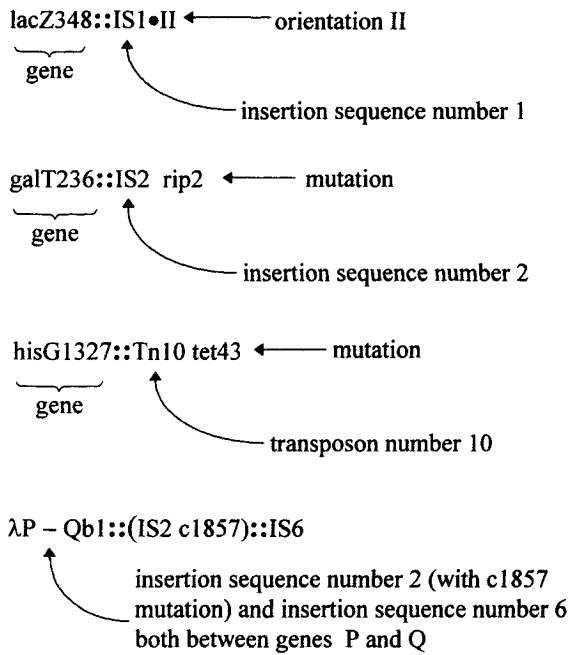 lacZ348::IS1•II orientation II
gene
insertion sequence number 1
galT236::IS2 rip2 mutation
gene
insertion sequence number 2
hisG1327::Tn10 tet43 mutation
gene
transposon number 10
λP – Qb1::(IS2 c1857)::IS6
insertion sequence number 2 (with c1857
mutation) and insertion sequence number 6
both between genes P and Q